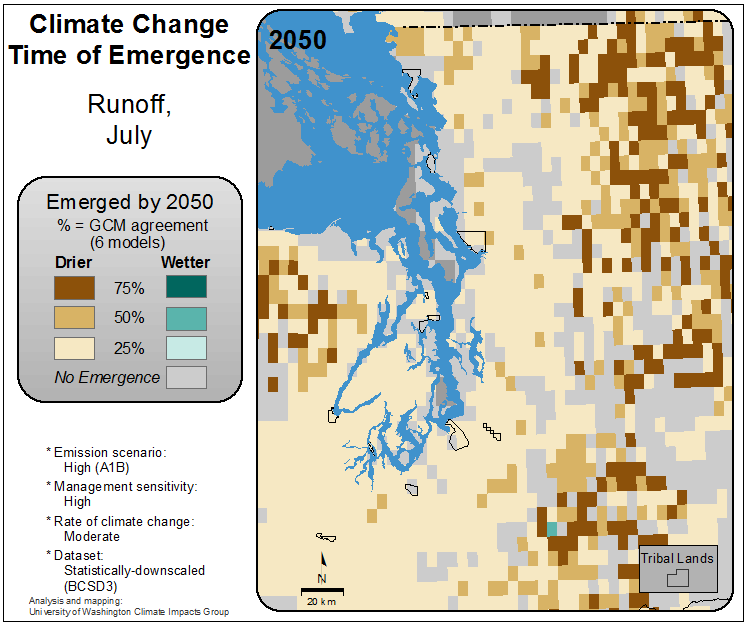 Climate Change
Time of Emergence
Runoff,
July
Emerged by 2050
% = GCM agreement
(6 models)
Drier
Wetter
75%
50%
25%
No Emergence
* Emission scenario:
High (A1B)
* Management sensitivity:
High
* Rate of climate change:
Moderate
* Dataset:
Statistically-downscaled
(BCSD3)
Analysis and mapping:
University of Washington Climate Impacts Group
2050
N
20 km
Tribal Lands